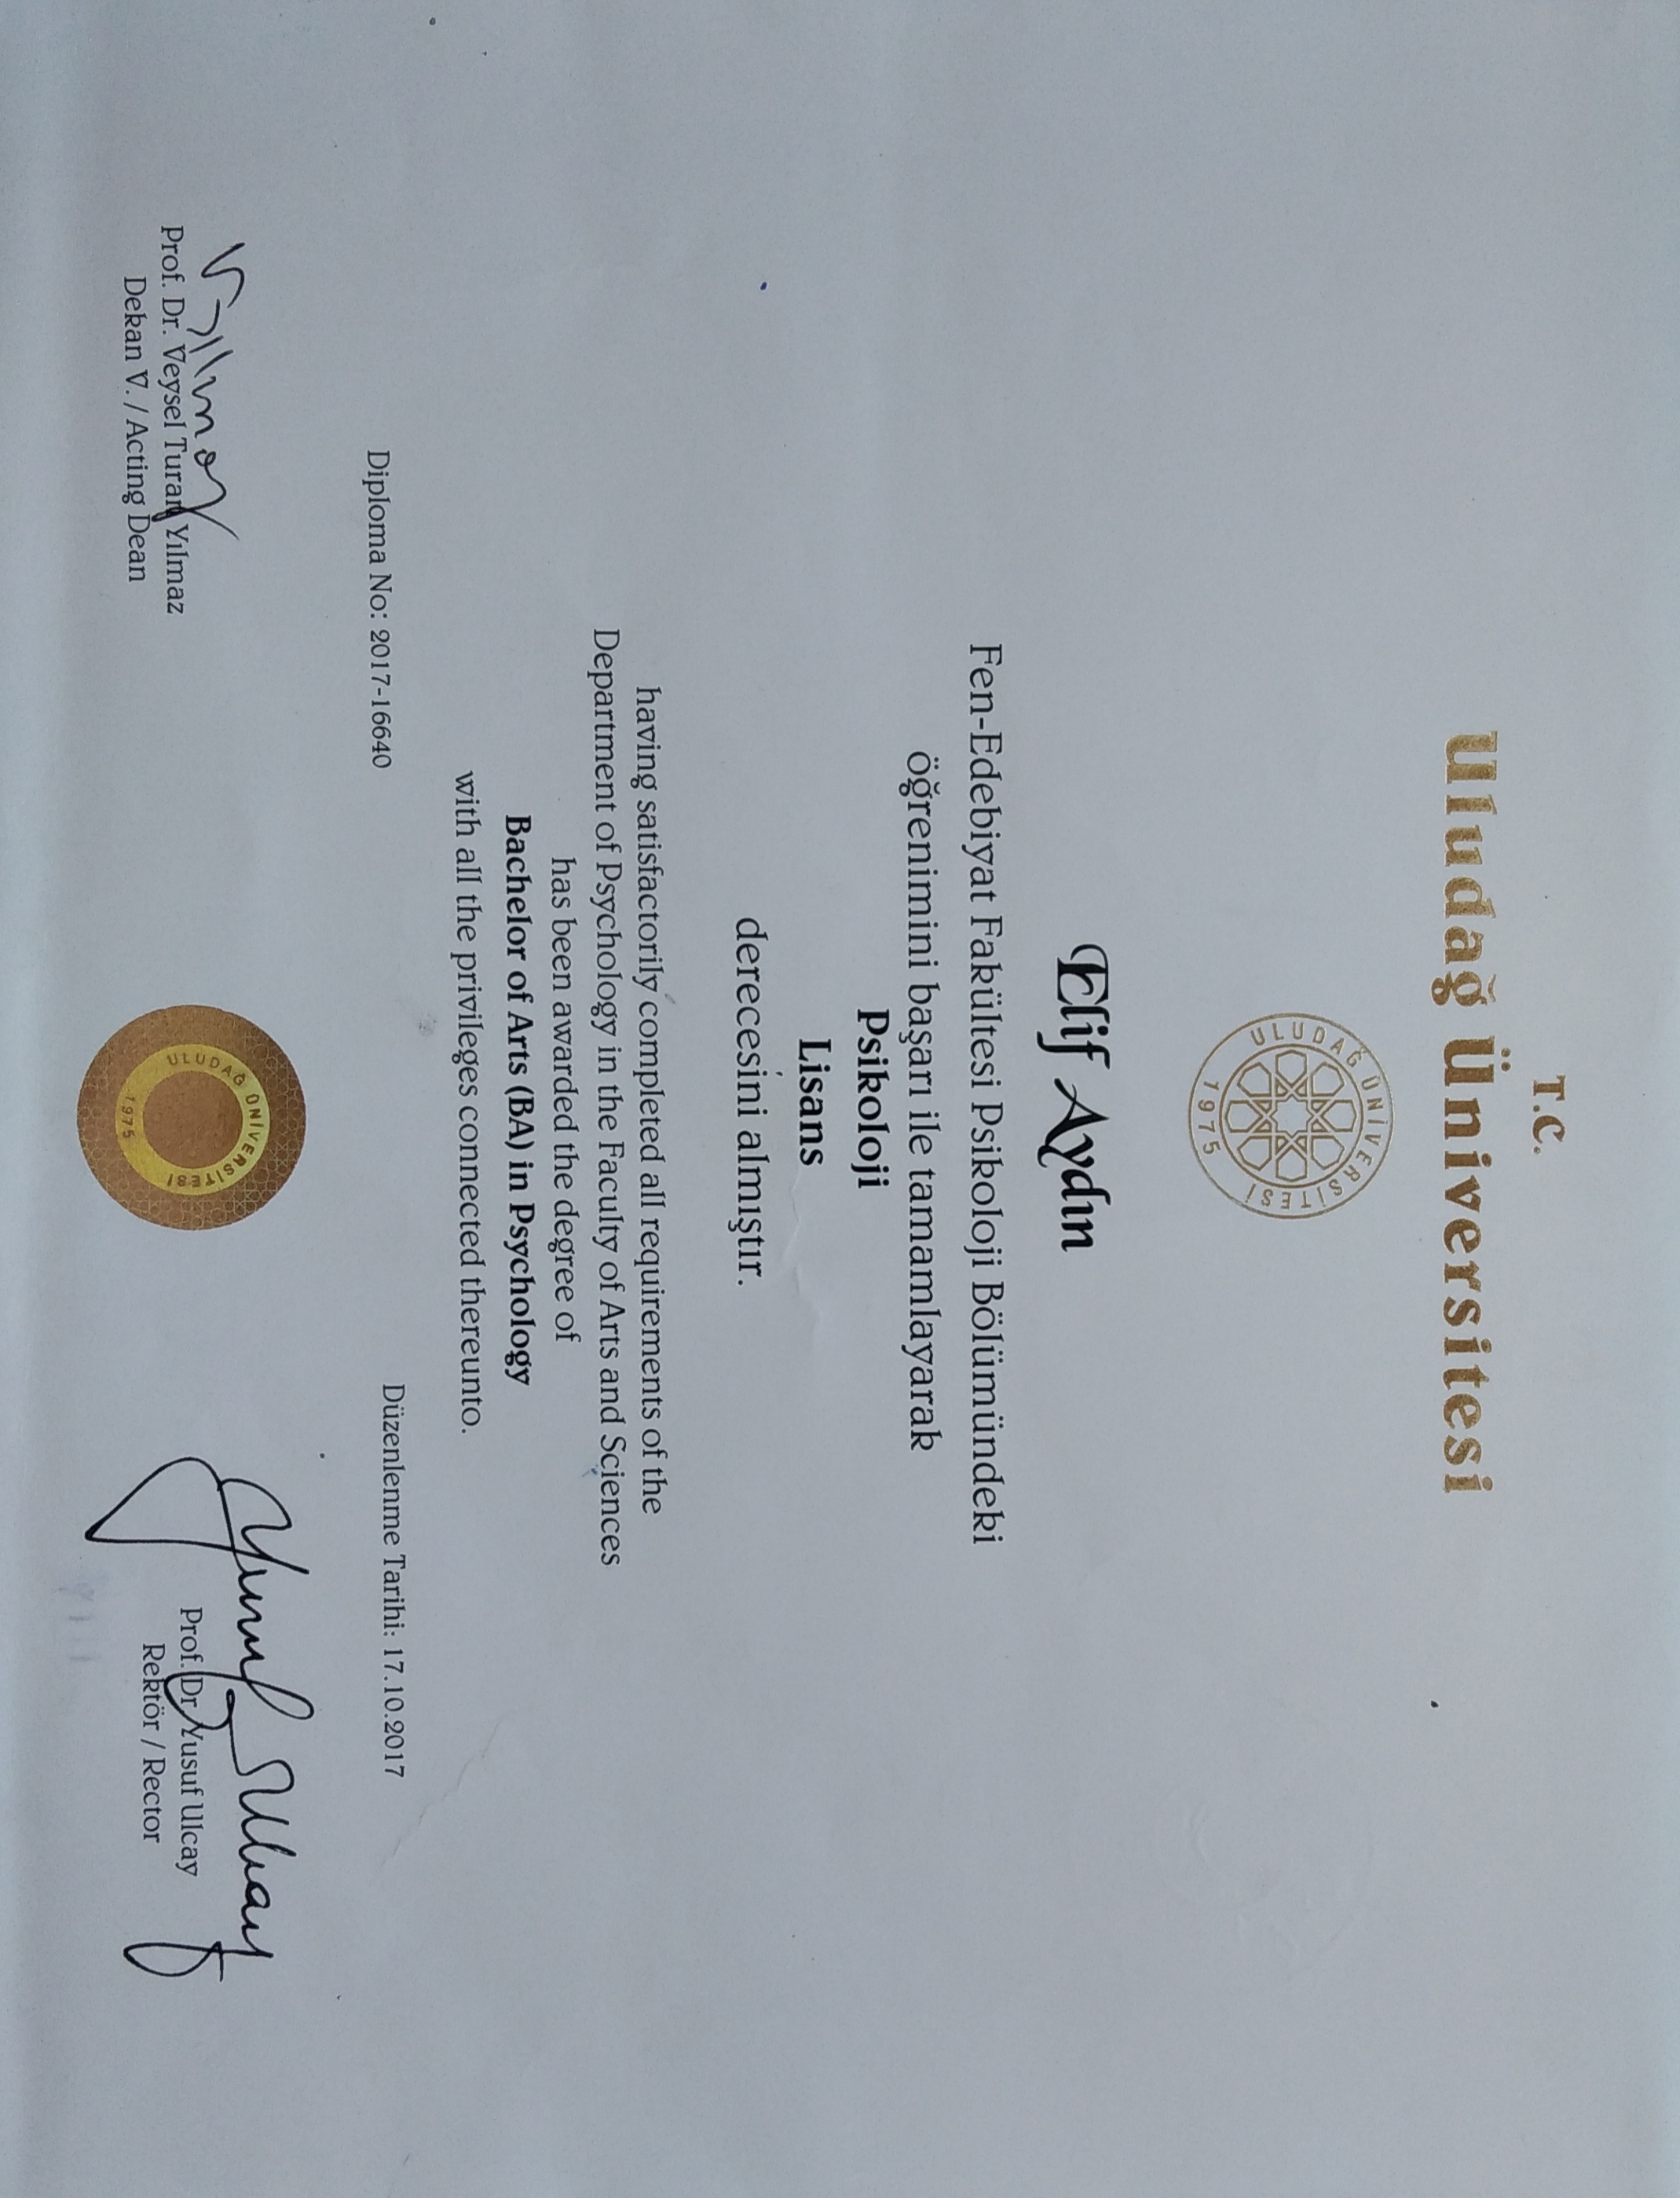 T.C.
Uludağ Üniversitesi
ULUDAĞ ÜNİVERSİTESİ
1975
Elif Aydın
Fen-Edebiyat Fakültesi Psikoloji Bölümündeki
öğrenimini başarı ile tamamlayarak
Psikoloji
Lisans
derecesini almıştır.
having satisfactorily completed all requirements of the
Department of Psychology in the Faculty of Arts and Sciences
has been awarded the degree of
Bachelor of Arts (BA) in Psychology
with all the privileges connected thereunto.
Diploma No: 2017-16640
Düzenlenme Tarihi: 17.10.2017
Prof. Dr. Veysel Turan Yılmaz
Dekan V. / Acting Dean
ULUDAĞ ÜNİVERSİTESİ
1975
Prof. Dr. Yusuf Ulcay
Rektör / Rector